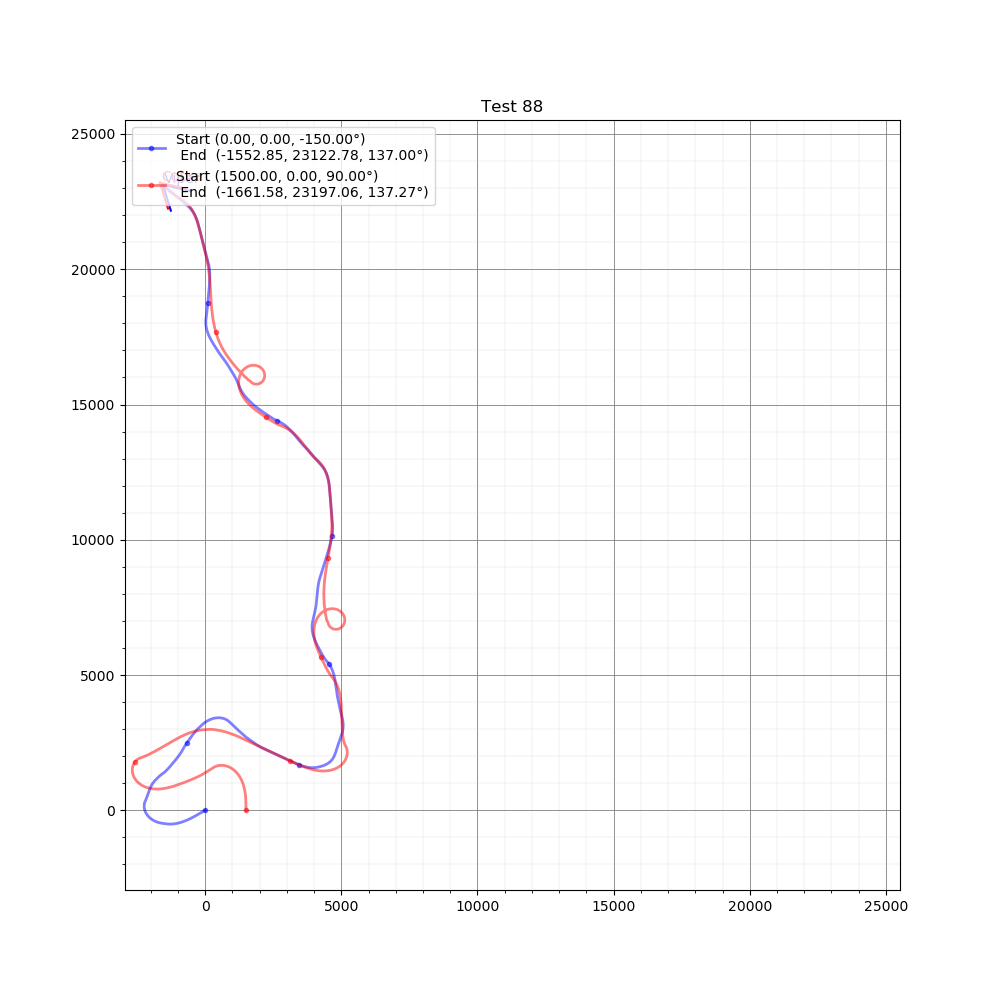 Test 88
Start (0.00, 0.00, -150.00°)
End (-1552.85, 23122.78, 137.00°)
Start (1500.00, 0.00, 90.00°)
End (-1661.58, 23197.06, 137.27°)
25000
20000
15000
10000
5000
0
0 5000 10000 15000 20000 25000